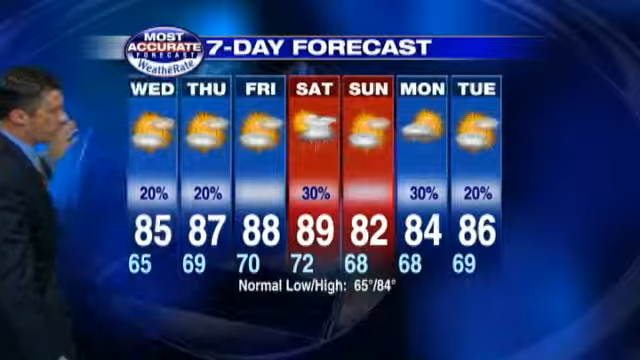 MOST
ACCURATE
FORECAST
WeatheRate
7-DAY FORECAST
WED THU FRI SAT SUN MON TUE
20% 20% 30% 30% 20%
85 87 88 89 82 84 86
65 69 70 72 68 68 69
Normal Low/High: 65°/84°